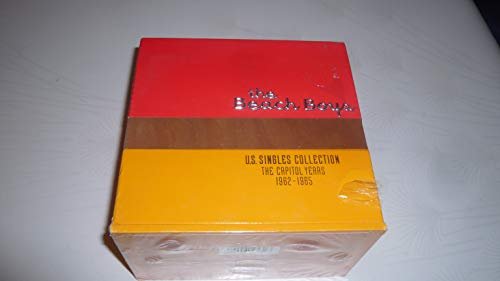 the
Beach Boys
U.S. SINGLES COLLECTION
THE CAPITOL YEARS
1962-1965